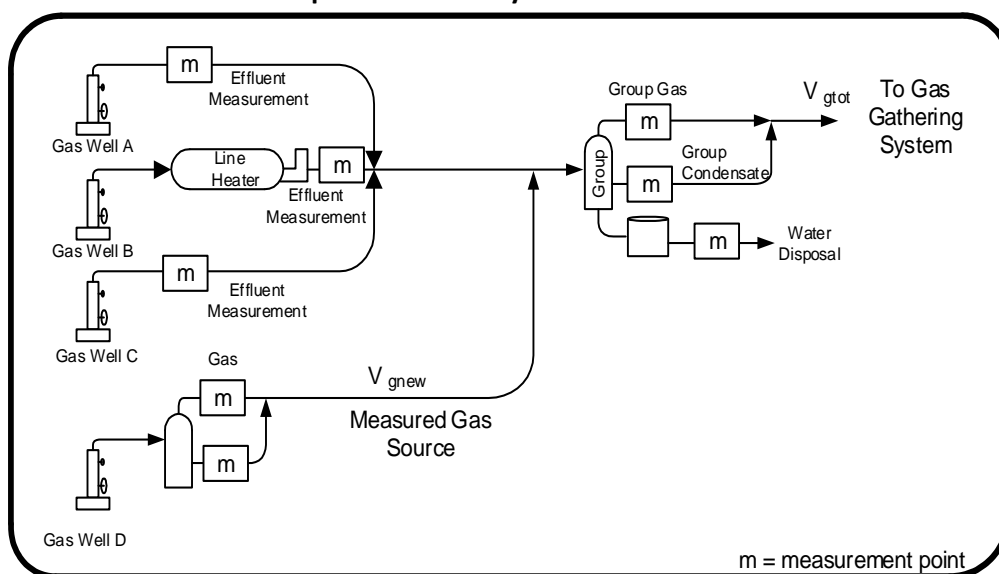 m
Effluent
Measurement
Gas Well A
Line
Heater
m
Effluent
Measurement
Gas Well B
m
Effluent
Measurement
Gas Well C
Gas
m
V gnew
Measured Gas
Source
m
Gas Well D
Group
Group Gas
m
Group
Condensate
m
m
Water
Disposal
V gtot
To Gas
Gathering
System
m = measurement point